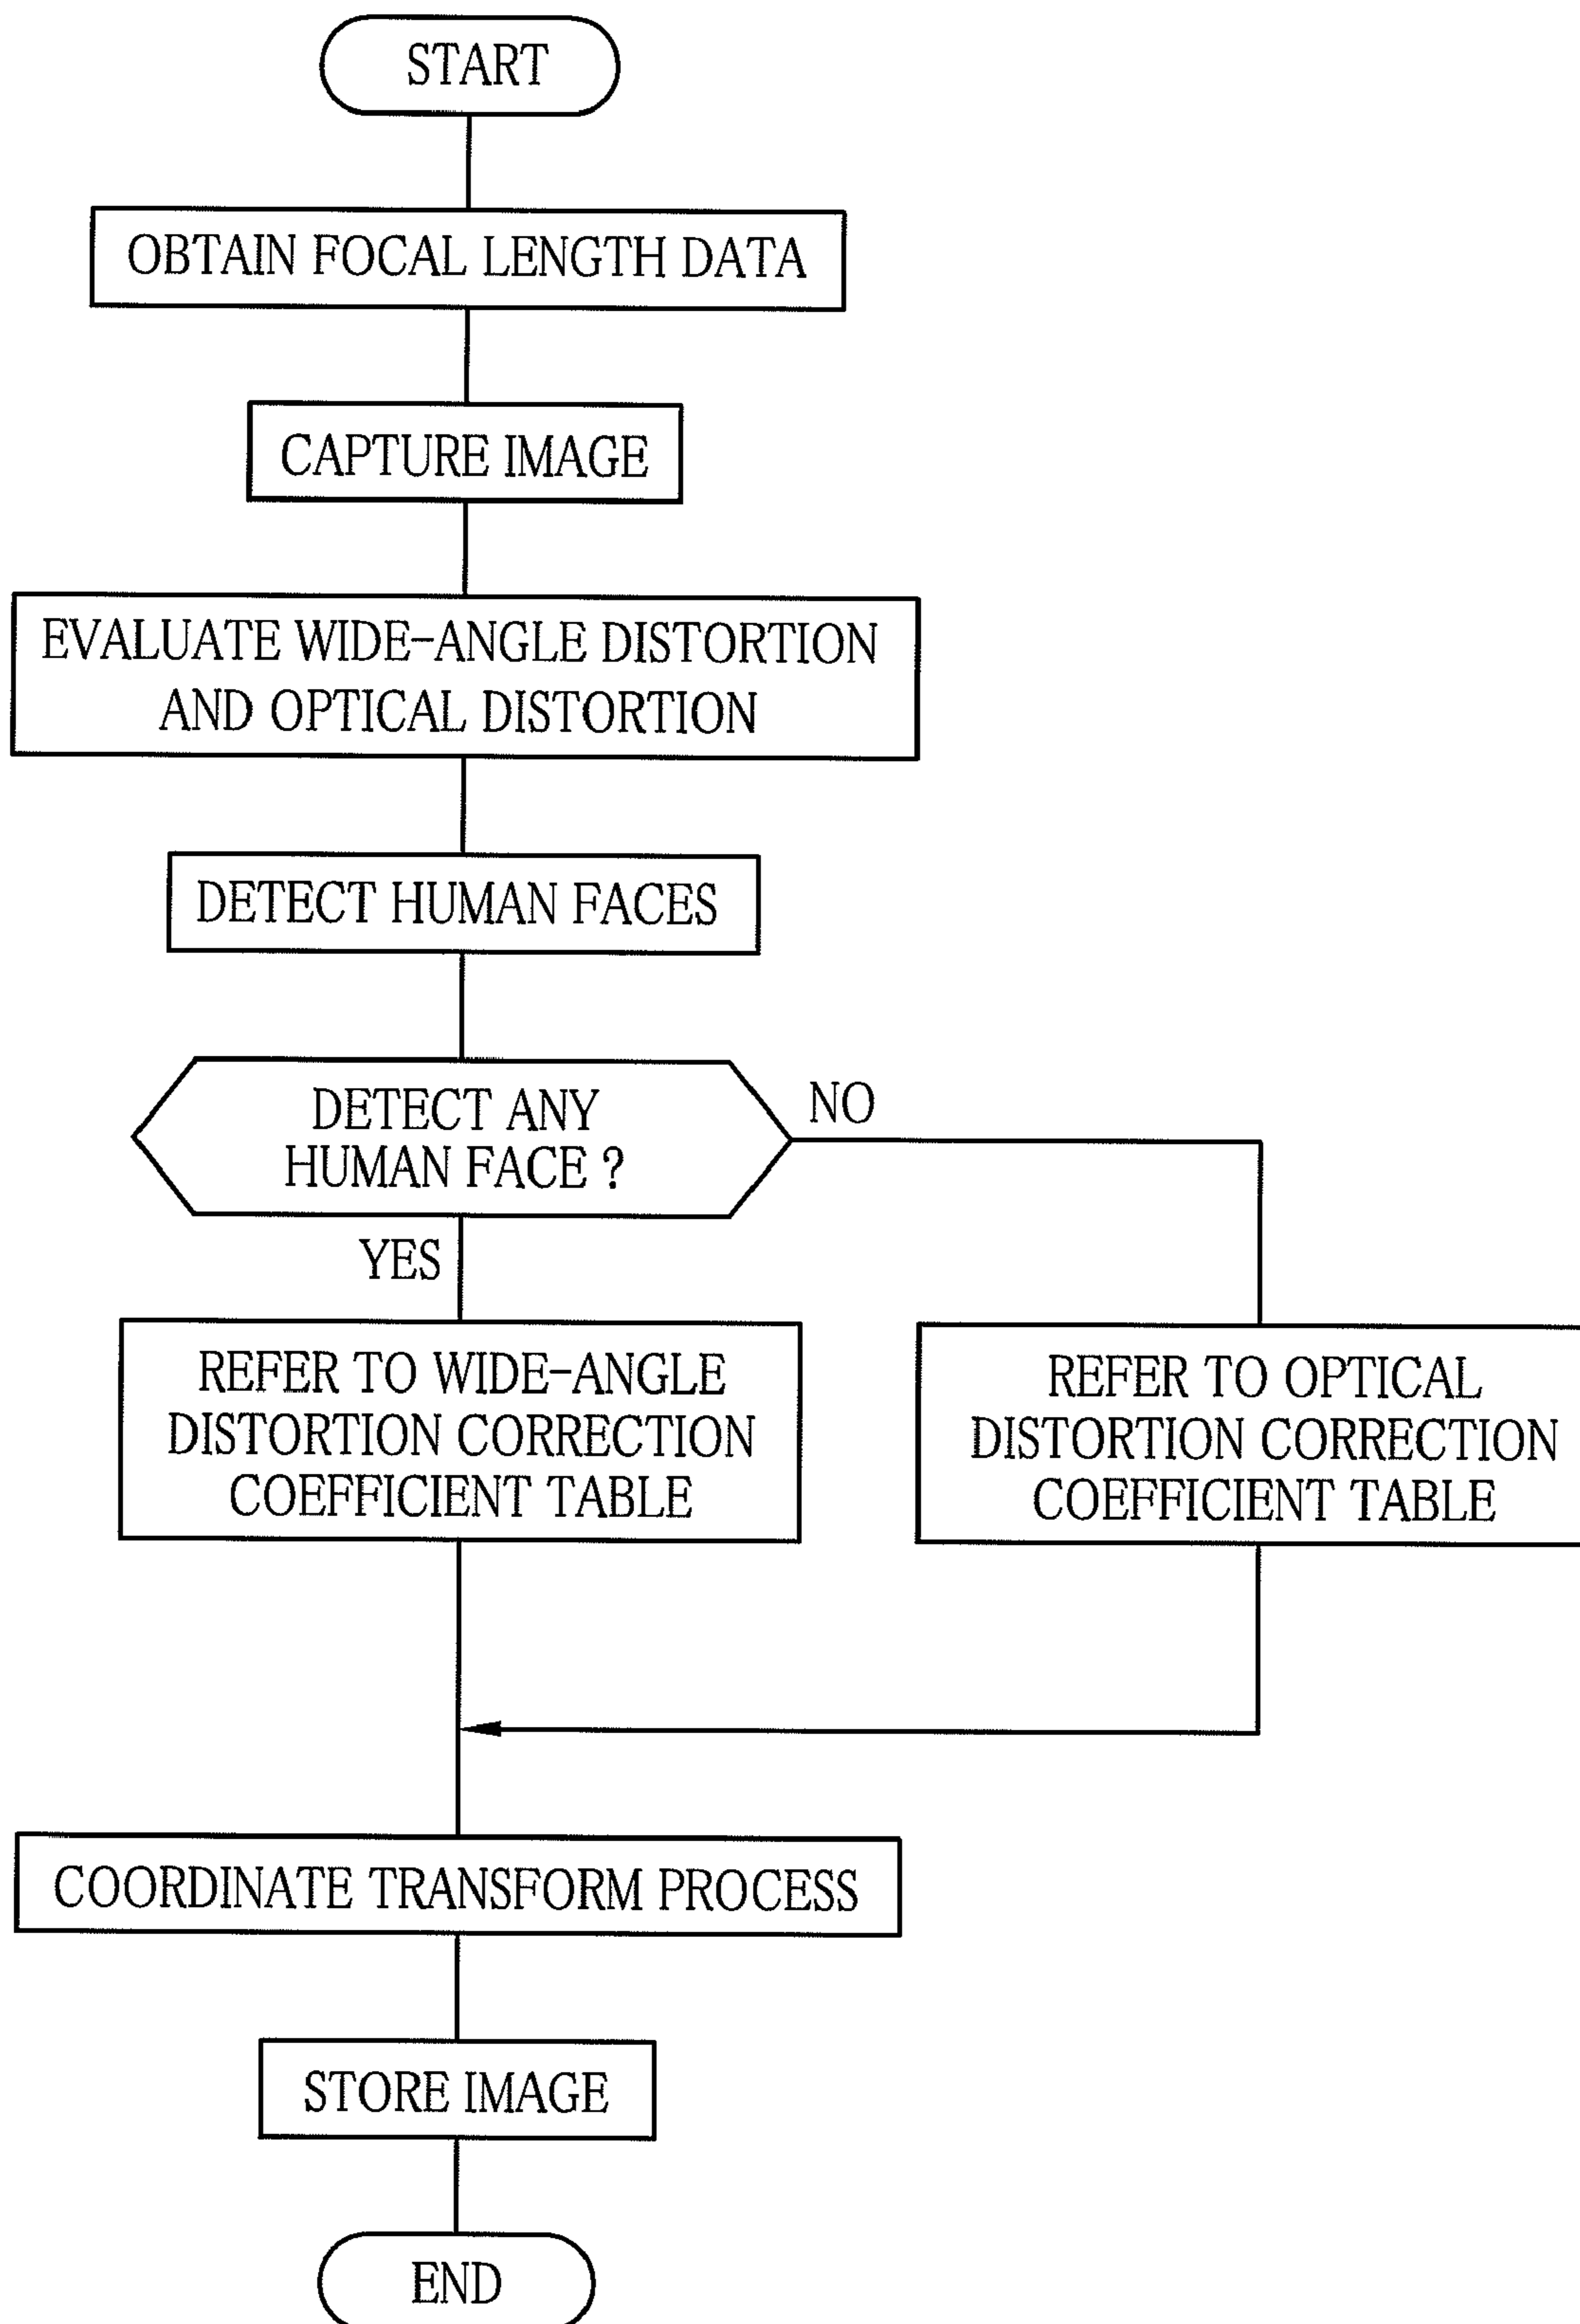 START
OBTAIN FOCAL LENGTH DATA
CAPTURE IMAGE
EVALUATE WIDE-ANGLE DISTORTION
AND OPTICAL DISTORTION
DETECT HUMAN FACES
DETECT ANY
HUMAN FACE ?
NO
YES
REFER TO WIDE-ANGLE
DISTORTION CORRECTION
COEFFICIENT TABLE
REFER TO OPTICAL
DISTORTION CORRECTION
COEFFICIENT TABLE
COORDINATE TRANSFORM PROCESS
STORE IMAGE
END